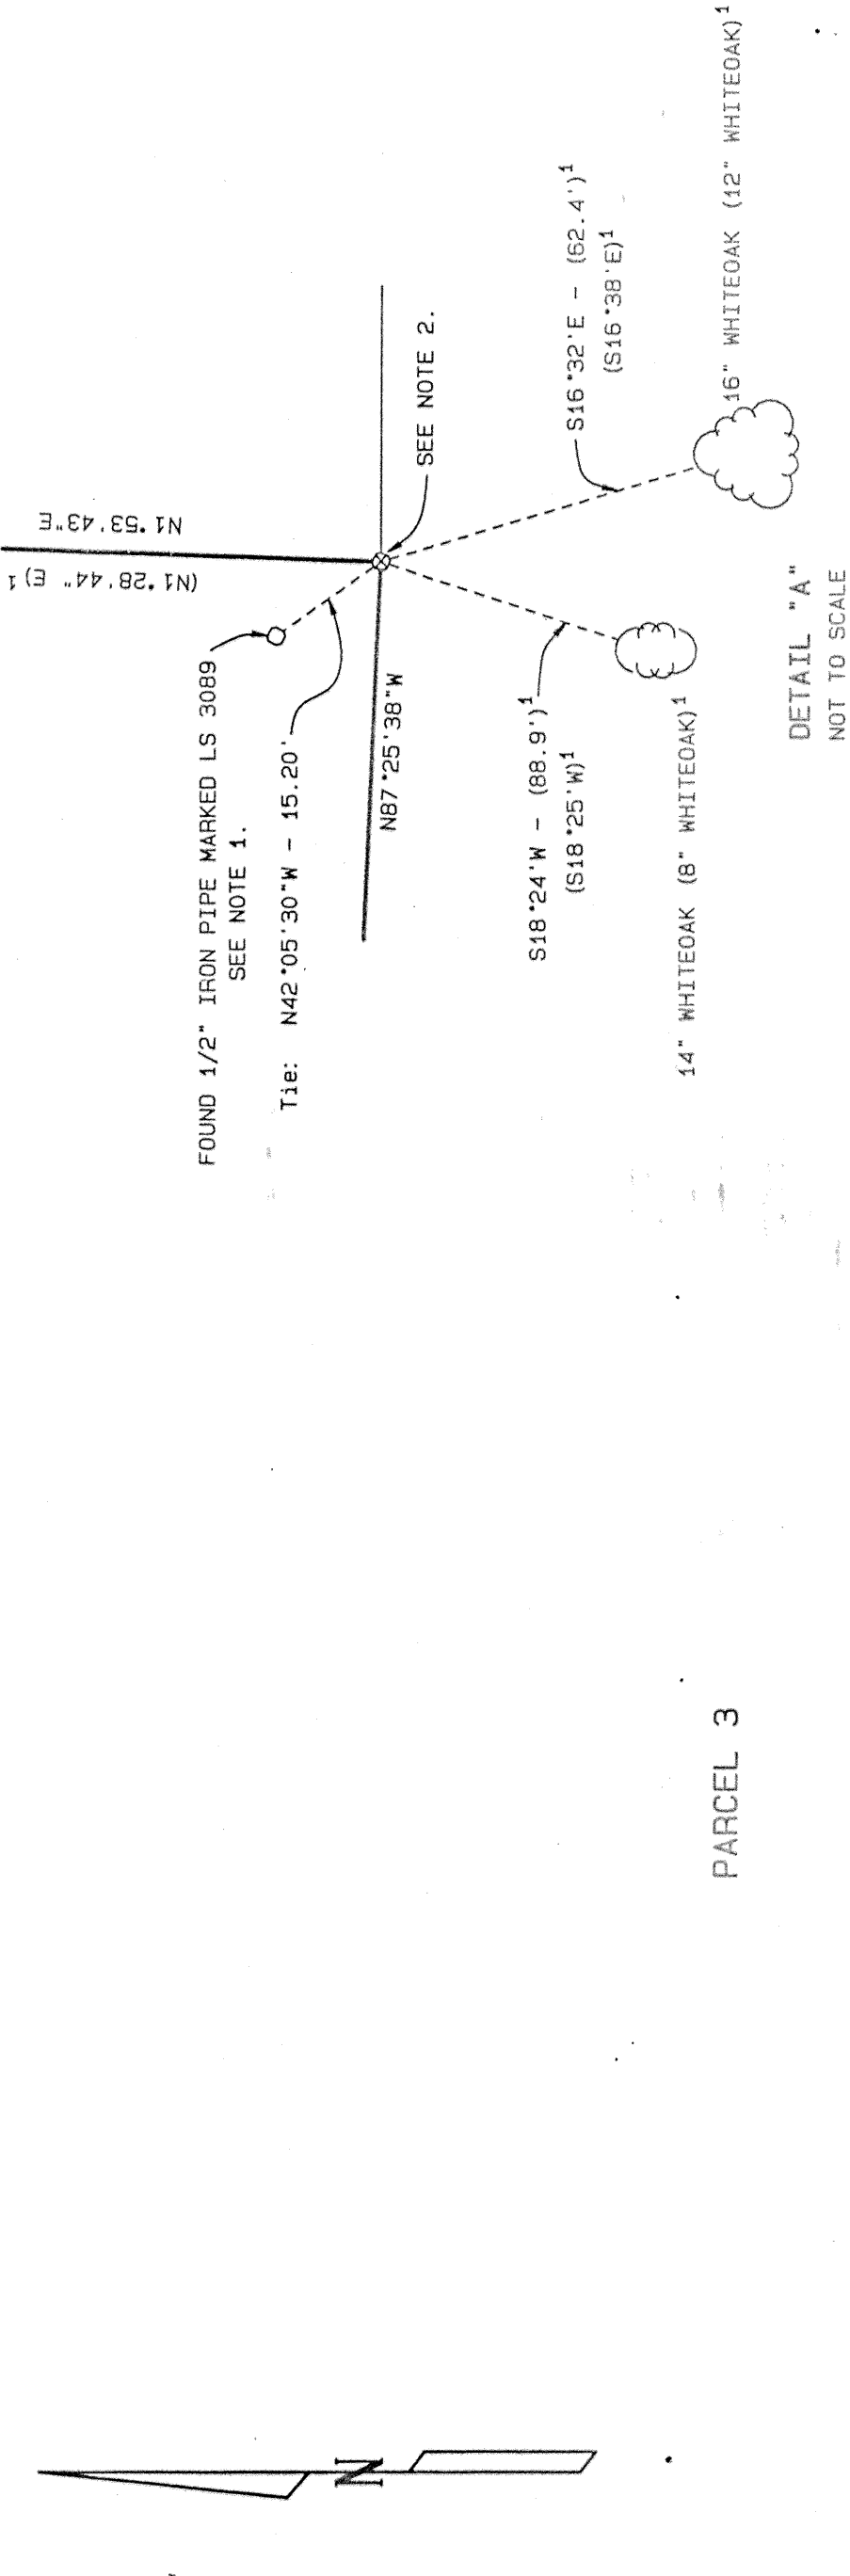 N1°53'43"E
(N1°28'44" E)1
FOUND 1/2" IRON PIPE MARKED LS 3089
SEE NOTE 1.
Tie: N42°05'30"W - 15.20'
N87°25'38"W
SEE NOTE 2.
S16°32'E - (62.4')1
(S16°38'E)1
S18°24'W - (88.9')1
(S18°25'W)1
16" WHITEOAK (12" WHITEOAK)1
14" WHITEOAK (8" WHITEOAK)1
DETAIL "A"
NOT TO SCALE
PARCEL 3
N